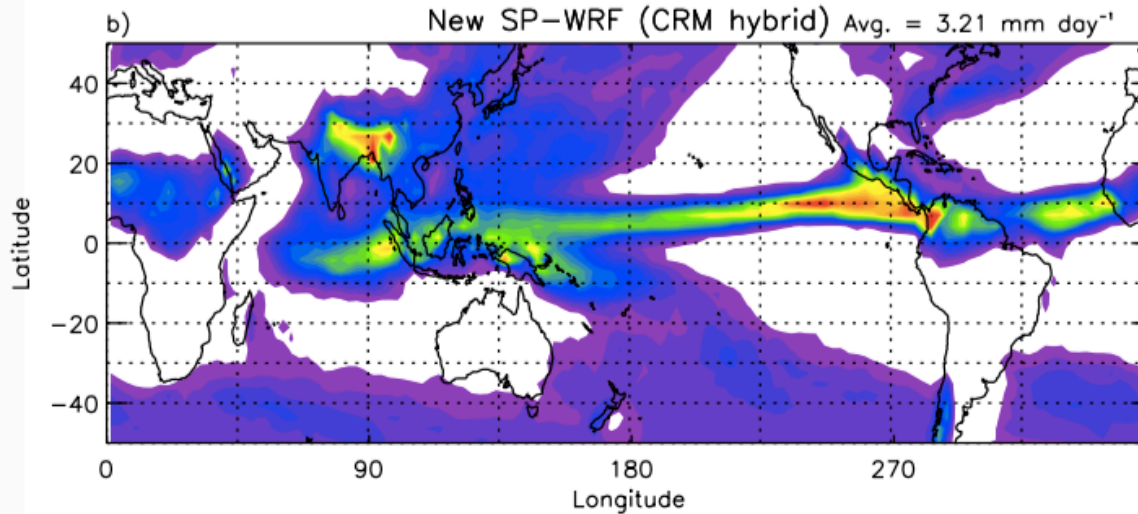 b) New SP-WRF (CRM hybrid) Avg. = 3.21 mm day⁻¹
40
20
0
-20
-40
Latitude
0 90 180 270
Longitude